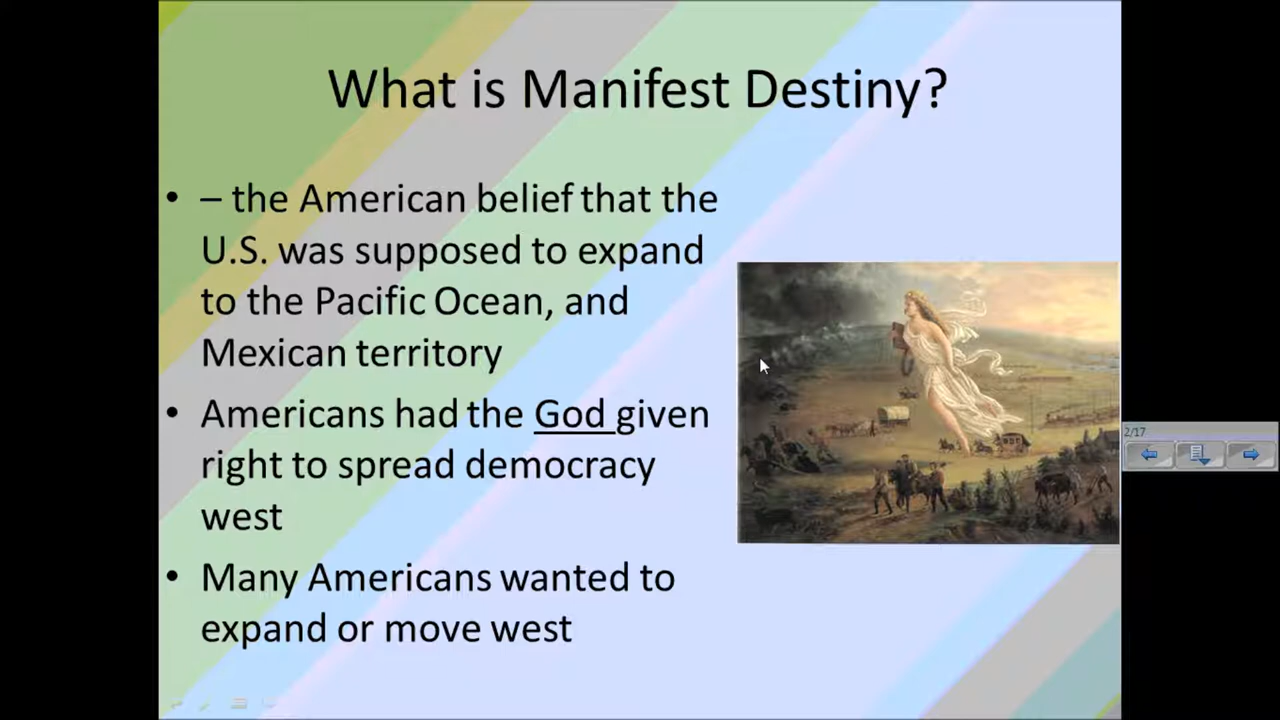 What is Manifest Destiny?
• – the American belief that the
U.S. was supposed to expand
to the Pacific Ocean, and
Mexican territory
• Americans had the God given
right to spread democracy
west
• Many Americans wanted to
expand or move west
2/17